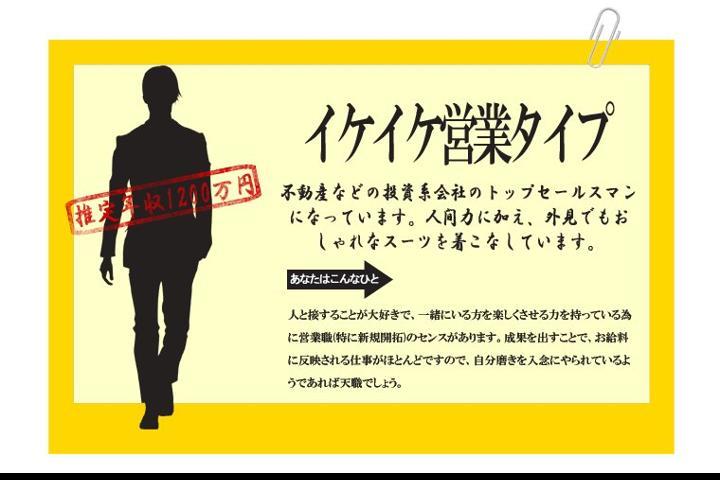 イケイケ営業タイプ
推定年収1200万円
不動産などの投資系会社のトップセールスマン
になっています。人間力に加え、外見でもお
しゃれなスーツを着こなしています。
あなたはこんなひと
人と接することが大好きで、一緒にいる方を楽しくさせる力を持っている為
に営業職(特に新規開拓)のセンスがあります。成果を出すことで、お給料
に反映される仕事がほとんどですので、自分磨きを入念にやられているよ
うであれば天職でしょう。